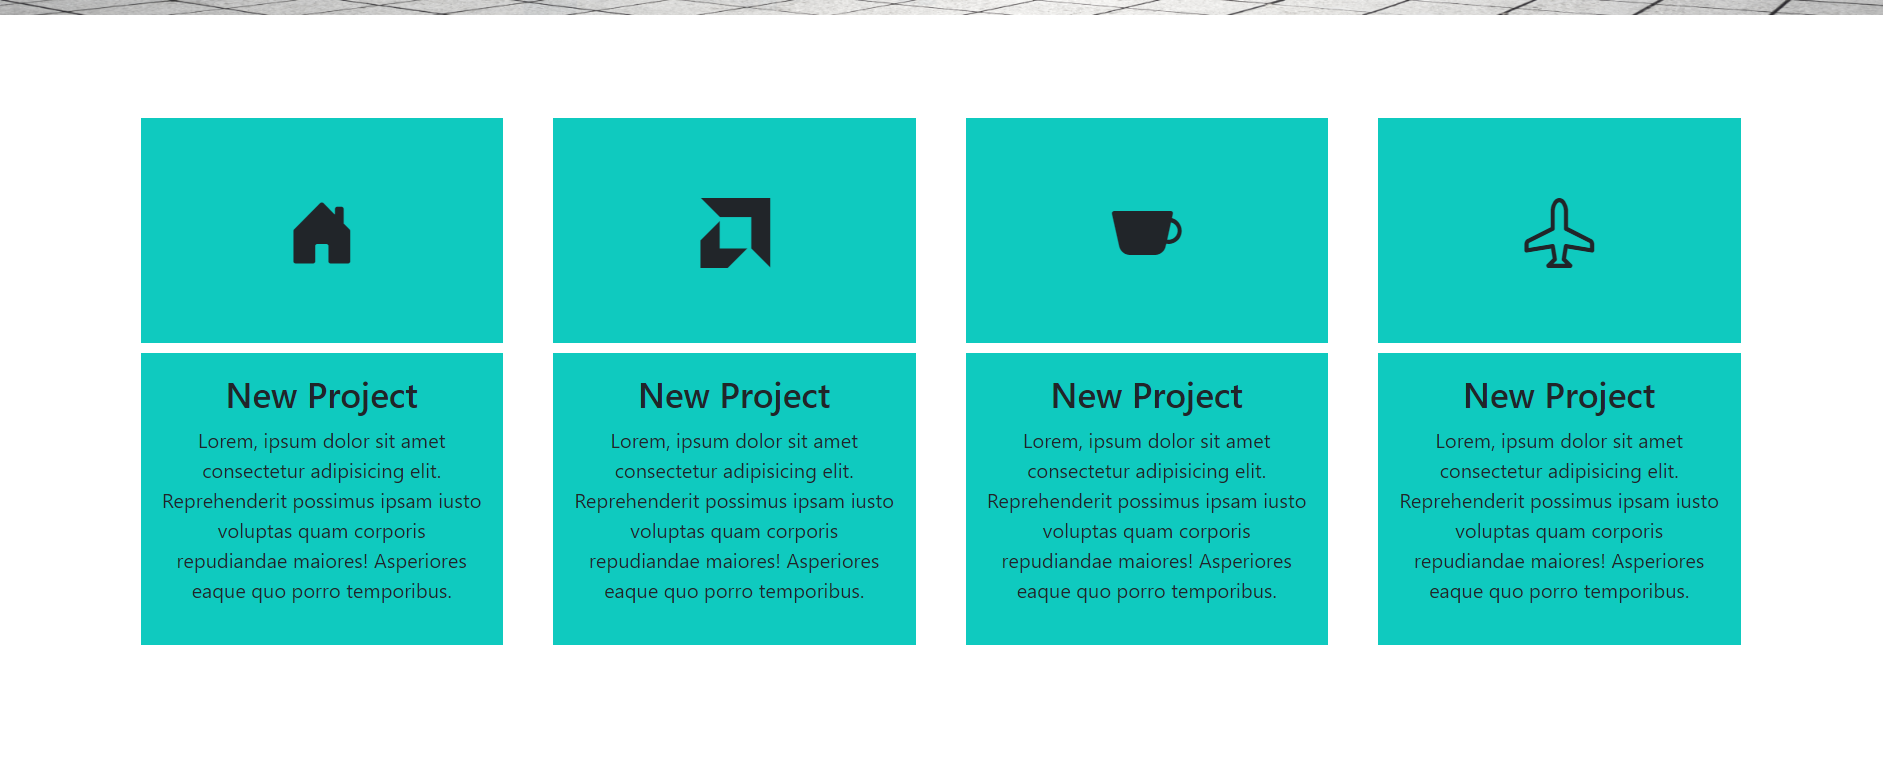 New Project
Lorem, ipsum dolor sit amet
consectetur adipisicing elit.
Reprehenderit possimus ipsam iusto
voluptas quam corporis
repudiandae maiores! Asperiores
eaque quo porro temporibus.
New Project
Lorem, ipsum dolor sit amet
consectetur adipisicing elit.
Reprehenderit possimus ipsam iusto
voluptas quam corporis
repudiandae maiores! Asperiores
eaque quo porro temporibus.
New Project
Lorem, ipsum dolor sit amet
consectetur adipisicing elit.
Reprehenderit possimus ipsam iusto
voluptas quam corporis
repudiandae maiores! Asperiores
eaque quo porro temporibus.
New Project
Lorem, ipsum dolor sit amet
consectetur adipisicing elit.
Reprehenderit possimus ipsam iusto
voluptas quam corporis
repudiandae maiores! Asperiores
eaque quo porro temporibus.